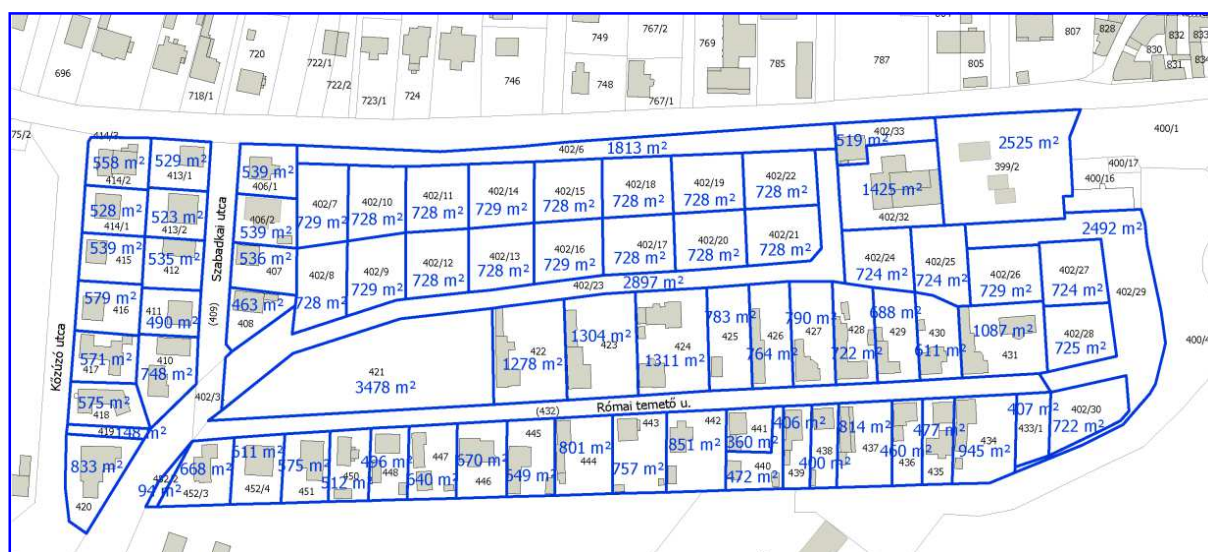 696
718/1
720
722/1
722/2
723/1
724
746
749
748
767/2
767/1
769
785
787
805
807
828
830
832
831
833
834
75/2
414/3
558 m²
414/2
529 m²
413/1
528 m²
414/1
523 m²
413/2
539 m²
415
535 m²
412
579 m²
416
411
490 m²
571 m²
417
410
748 m²
575 m²
418
419
148 m²
833 m²
420
Közúzó utca
Szabadkai utca
(409)
539 m²
406/1
406/2
539 m²
536 m²
407
463 m²
408
402/3
402/6
1813 m²
402/7
729 m²
402/10
728 m²
402/11
728 m²
402/14
729 m²
402/15
728 m²
402/18
728 m²
402/19
728 m²
402/22
728 m²
402/8
728 m²
402/9
729 m²
402/12
728 m²
402/13
728 m²
402/16
729 m²
402/17
728 m²
402/20
728 m²
402/21
728 m²
402/23
2897 m²
519 m²
402/33
1425 m²
402/32
2525 m²
399/2
400/1
400/17
400/16
2492 m²
402/24
724 m²
402/25
724 m²
402/26
729 m²
402/27
724 m²
402/29
402/28
725 m²
400/4
421
3478 m²
422
1278 m²
1304 m²
423
424
1311 m²
783 m²
425
426
764 m²
790 m²
427
428
722 m²
688 m²
429
430
611 m²
1087 m²
431
(432)
Római temető u.
452/2
94 m²
668 m²
452/3
511 m²
452/4
575 m²
451
450
512 m²
496 m²
448
447
540 m²
570 m²
446
445
549 m²
801 m²
444
443
757 m²
851 m²
442
441
360 m²
440
472 m²
406 m²
439
438
400 m²
814 m²
437
460 m²
436
477 m²
435
434
945 m²
407 m²
433/1
402/30
722 m²